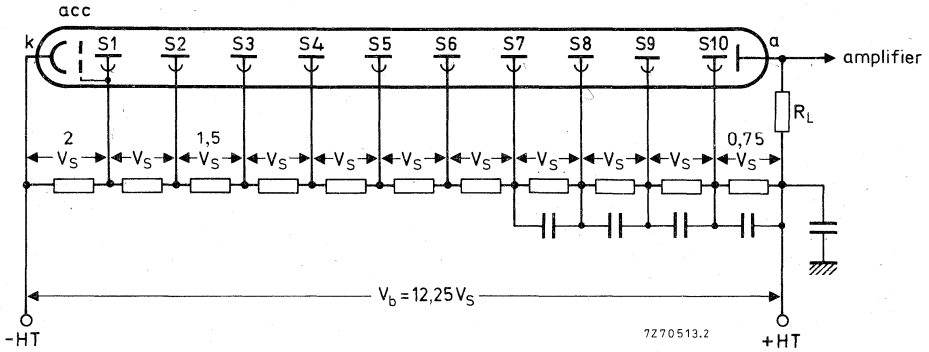 acc
k S1 S2 S3 S4 S5 S6 S7 S8 S9 S10 a
amplifier
R_L
2 V_S V_S 1,5 V_S V_S V_S V_S V_S V_S V_S V_S 0,75 V_S
V_b = 12,25 V_S
-HT
7Z70513.2
+HT